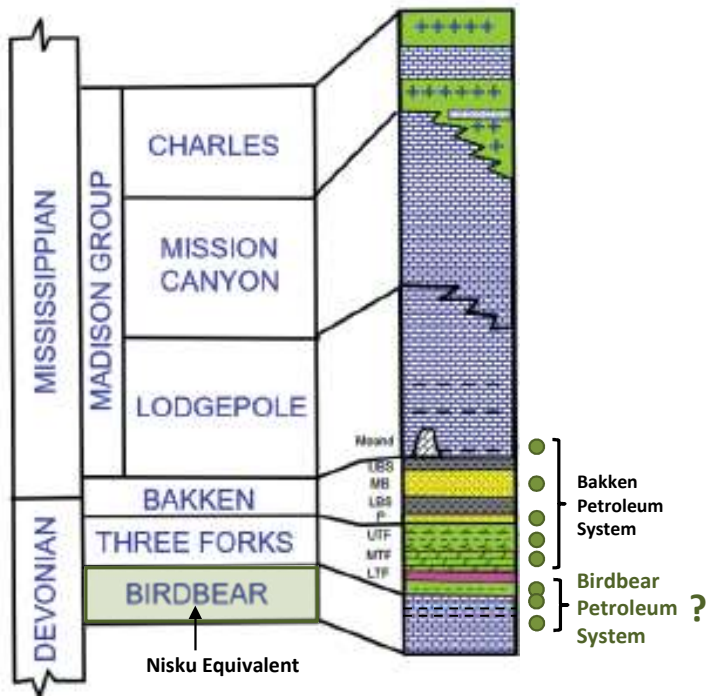 MISSISSIPPIAN
DEVONIAN
MADISON GROUP
CHARLES
MISSION
CANYON
LODGEPOLE
BAKKEN
THREE FORKS
BIRDBEAR
Nisku Equivalent
Mound
UBS
MB
LBS
P
UTF
MTF
LTF
Bakken
Petroleum
System
Birdbear
Petroleum ?
System